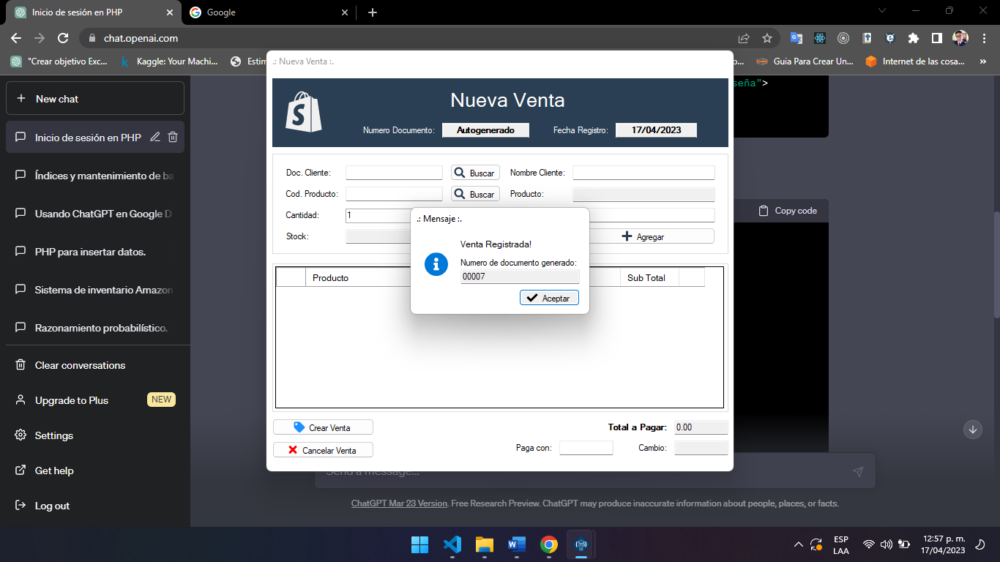 Inicio de sesión en PHP
Google
chat.openai.com
"Crear objetivo Exc...
Kaggle: Your Machi...
Guia Para Crear Un...
Internet de las cosa...
»
.: Nueva Venta :.
New chat
Inicio de sesión en PHP
Índices y mantenimiento de ba
Usando ChatGPT en Google D
PHP para insertar datos.
Sistema de inventario Amazon
Razonamiento probabilístico.
Clear conversations
Upgrade to Plus NEW
Settings
Get help
Log out
Nueva Venta
Numero Documento: Autogenerado Fecha Registro: 17/04/2023
Doc. Cliente: Buscar Nombre Cliente:
Cod. Producto: Buscar Producto:
Cantidad: 1
Stock: Agregar
.: Mensaje :.
Venta Registrada!
Numero de documento generado:
00007
Aceptar
Producto Sub Total
Crear Venta Total a Pagar: 0.00
Cancelar Venta Paga con: Cambio:
seña">
Copy code
Send a message...
ChatGPT Mar 23 Version. Free Research Preview. ChatGPT may produce inaccurate information about people, places, or facts.
ESP
LAA
12:57 p. m.
17/04/2023